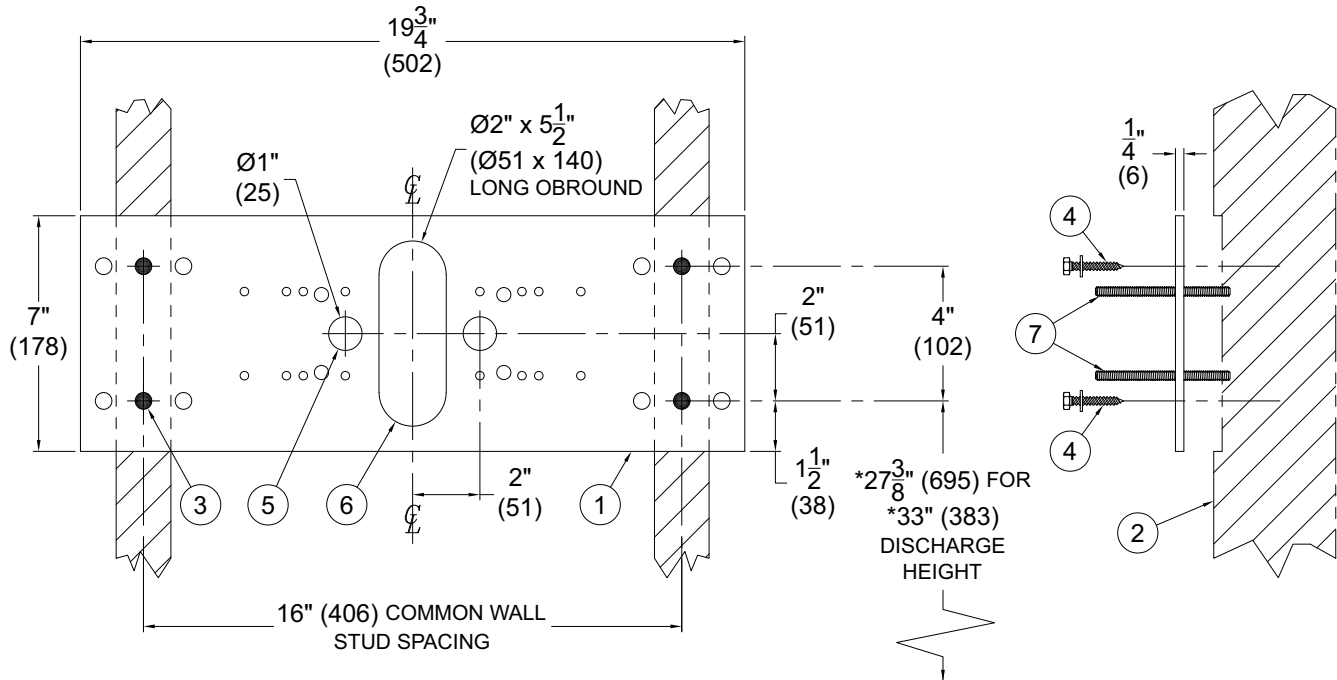 19 3/4"
(502)
Ø2" x 5 1/2"
(Ø51 x 140)
LONG OBROUND
Ø1"
(25)
℄
1/4"
(6)
4
7"
(178)
2"
(51)
4"
(102)
7
3
5
6
2"
(51)
1
1 1/2"
(38)
*27 3/8" (695) FOR
*33" (383)
DISCHARGE
HEIGHT
4
2
℄
16" (406) COMMON WALL
STUD SPACING